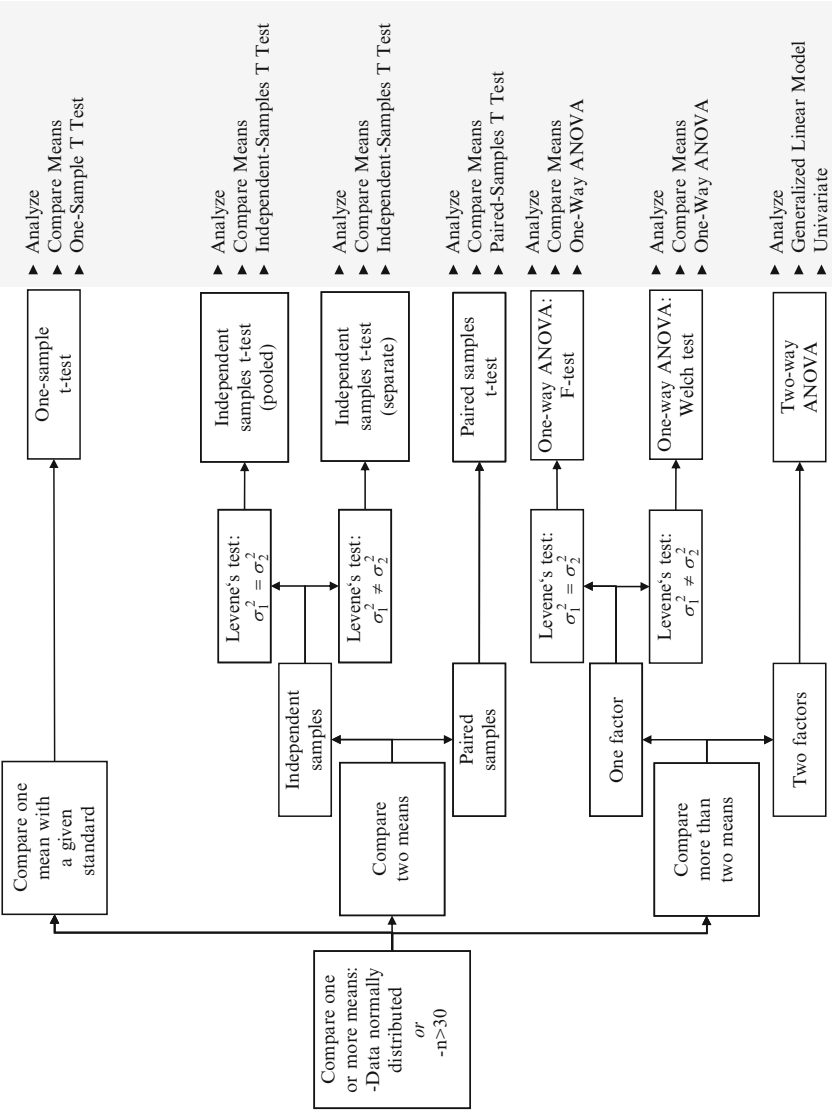 Compare one
or more means:
-Data normally
distributed
or
-n>30
Compare one
mean with
a given
standard
One-sample
t-test
► Analyze
► Compare Means
► One-Sample T Test
Compare
two means
Independent
samples
Levene‘s test:
σ₁² = σ₂²
Independent
samples t-test
(pooled)
► Analyze
► Compare Means
► Independent-Samples T Test
Levene‘s test:
σ₁² ≠ σ₂²
Independent
samples t-test
(separate)
► Analyze
► Compare Means
► Independent-Samples T Test
Paired
samples
Paired samples
t-test
► Analyze
► Compare Means
► Paired-Samples T Test
Compare
more than
two means
One factor
Levene‘s test:
σ₁² = σ₂²
One-way ANOVA:
F-test
► Analyze
► Compare Means
► One-Way ANOVA
Levene‘s test:
σ₁² ≠ σ₂²
One-way ANOVA:
Welch test
► Analyze
► Compare Means
► One-Way ANOVA
Two factors
Two-way
ANOVA
► Analyze
► Generalized Linear Model
► Univariate